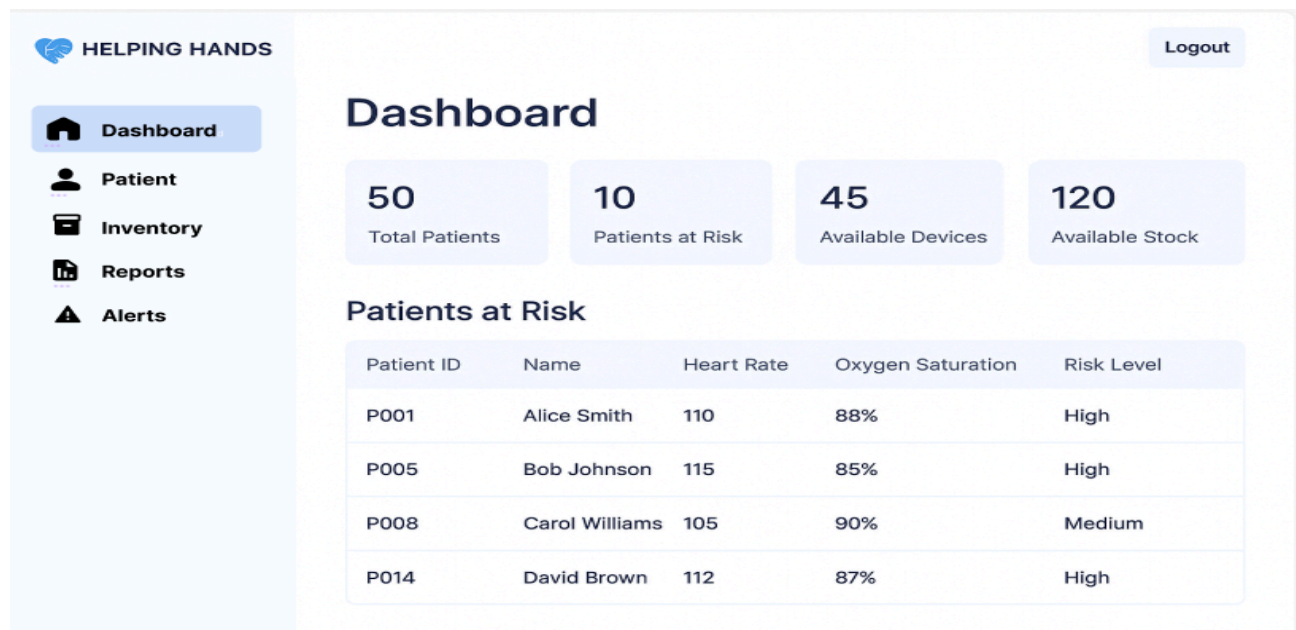 HELPING HANDS
Logout
Dashboard
Patient
Inventory
Reports
Alerts
Dashboard
50
Total Patients
10
Patients at Risk
45
Available Devices
120
Available Stock
Patients at Risk
Patient ID Name Heart Rate Oxygen Saturation Risk Level
P001 Alice Smith 110 88% High
P005 Bob Johnson 115 85% High
P008 Carol Williams 105 90% Medium
P014 David Brown 112 87% High